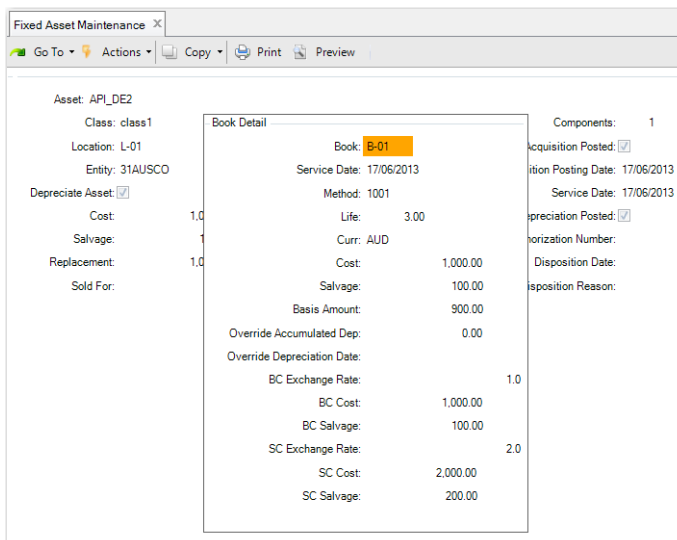 Fixed Asset Maintenance
Go To Actions Copy Print Preview
Asset: API_DE2
Class: class1
Location: L-01
Entity: 31AUSCO
Depreciate Asset:
Cost: 1,0
Salvage: 1
Replacement: 1,0
Sold For:
Book Detail
Book: B-01
Service Date: 17/06/2013
Method: 1001
Life: 3.00
Curr: AUD
Cost: 1,000.00
Salvage: 100.00
Basis Amount: 900.00
Override Accumulated Dep: 0.00
Override Depreciation Date:
BC Exchange Rate: 1.0
BC Cost: 1,000.00
BC Salvage: 100.00
SC Exchange Rate: 2.0
SC Cost: 2,000.00
SC Salvage: 200.00
Components: 1
Acquisition Posted:
ition Posting Date: 17/06/2013
Service Date: 17/06/2013
epreciation Posted:
horization Number:
Disposition Date:
isposition Reason: